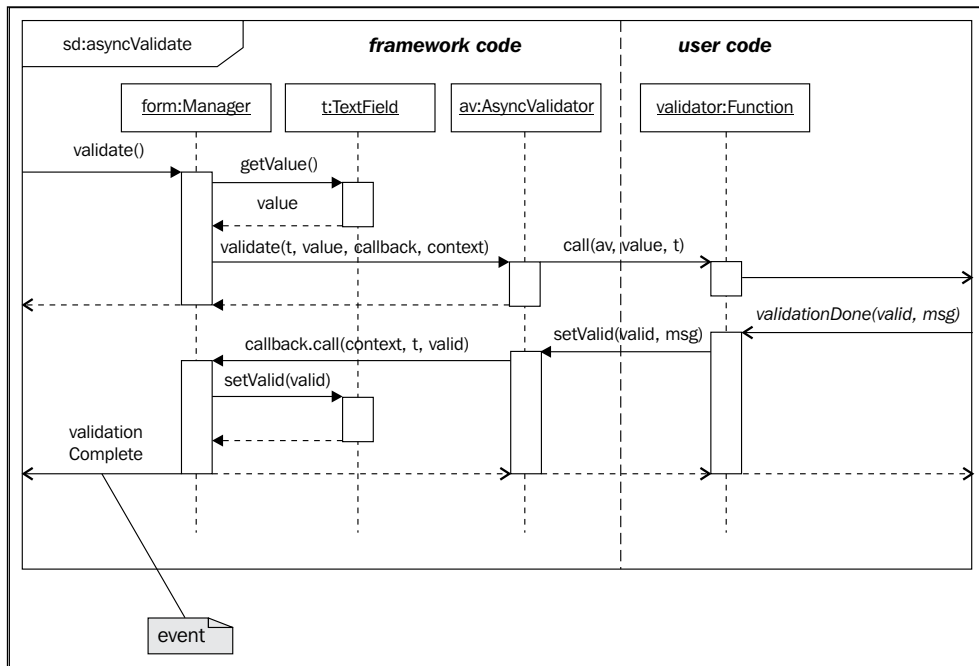 sd:asyncValidate
framework code
user code
form:Manager
t:TextField
av:AsyncValidator
validator:Function
validate()
getValue()
value
validate(t, value, callback, context)
call(av, value, t)
validationDone(valid, msg)
setValid(valid, msg)
callback.call(context, t, valid)
setValid(valid)
validation
Complete
event